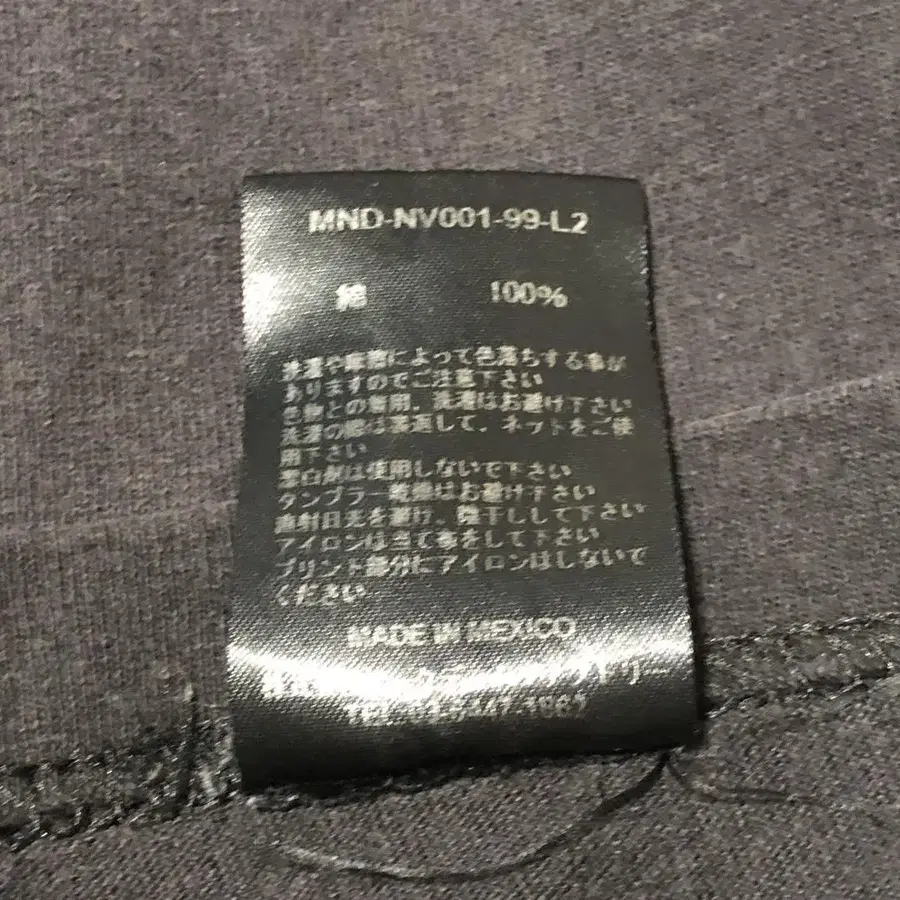 MND-NV001-99-L2
綿 100%
洗濯や摩擦によって色落ちする事が
ありますのでご注意下さい
色物との着用、洗濯はお避け下さい
洗濯の際は裏返して、ネットをご使
用下さい
漂白剤は使用しないで下さい
タンブラー乾燥はお避け下さい
直射日光を避け、陰干しして下さい
アイロンは当て布をして下さい
プリント部分にアイロンはしないで
ください
MADE IN MEXICO
TEL